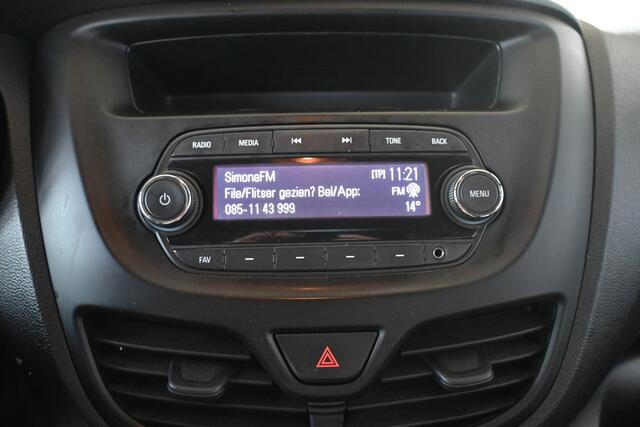 RADIO MEDIA TONE BACK
SimoneFM [TP] 11:21
File/Flitser gezien? Bel/App: FM
085-11 43 999 14°
MENU
FAV